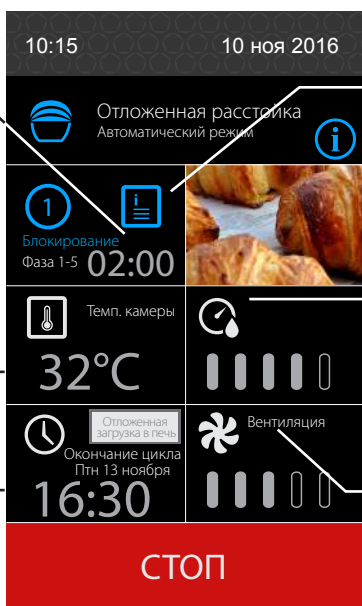 10:15 10 ноя 2016
Отложенная расстойка
Автоматический режим
i
1
i
Блокирование
Фаза 1-5 02:00
Темп. камеры
32°C
Отложенная
загрузка в печь
Окончание цикла
Птн 13 ноября
16:30
Вентиляция
СТОП